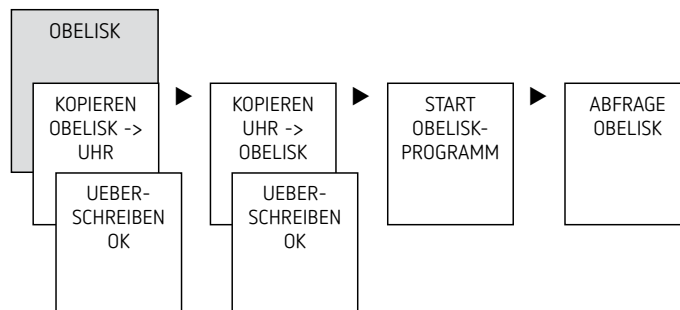 OBELISK
KOPIEREN
OBELISK ->
UHR
UEBER-
SCHREIBEN
OK
KOPIEREN
UHR ->
OBELISK
UEBER-
SCHREIBEN
OK
START
OBELISK-
PROGRAMM
ABFRAGE
OBELISK